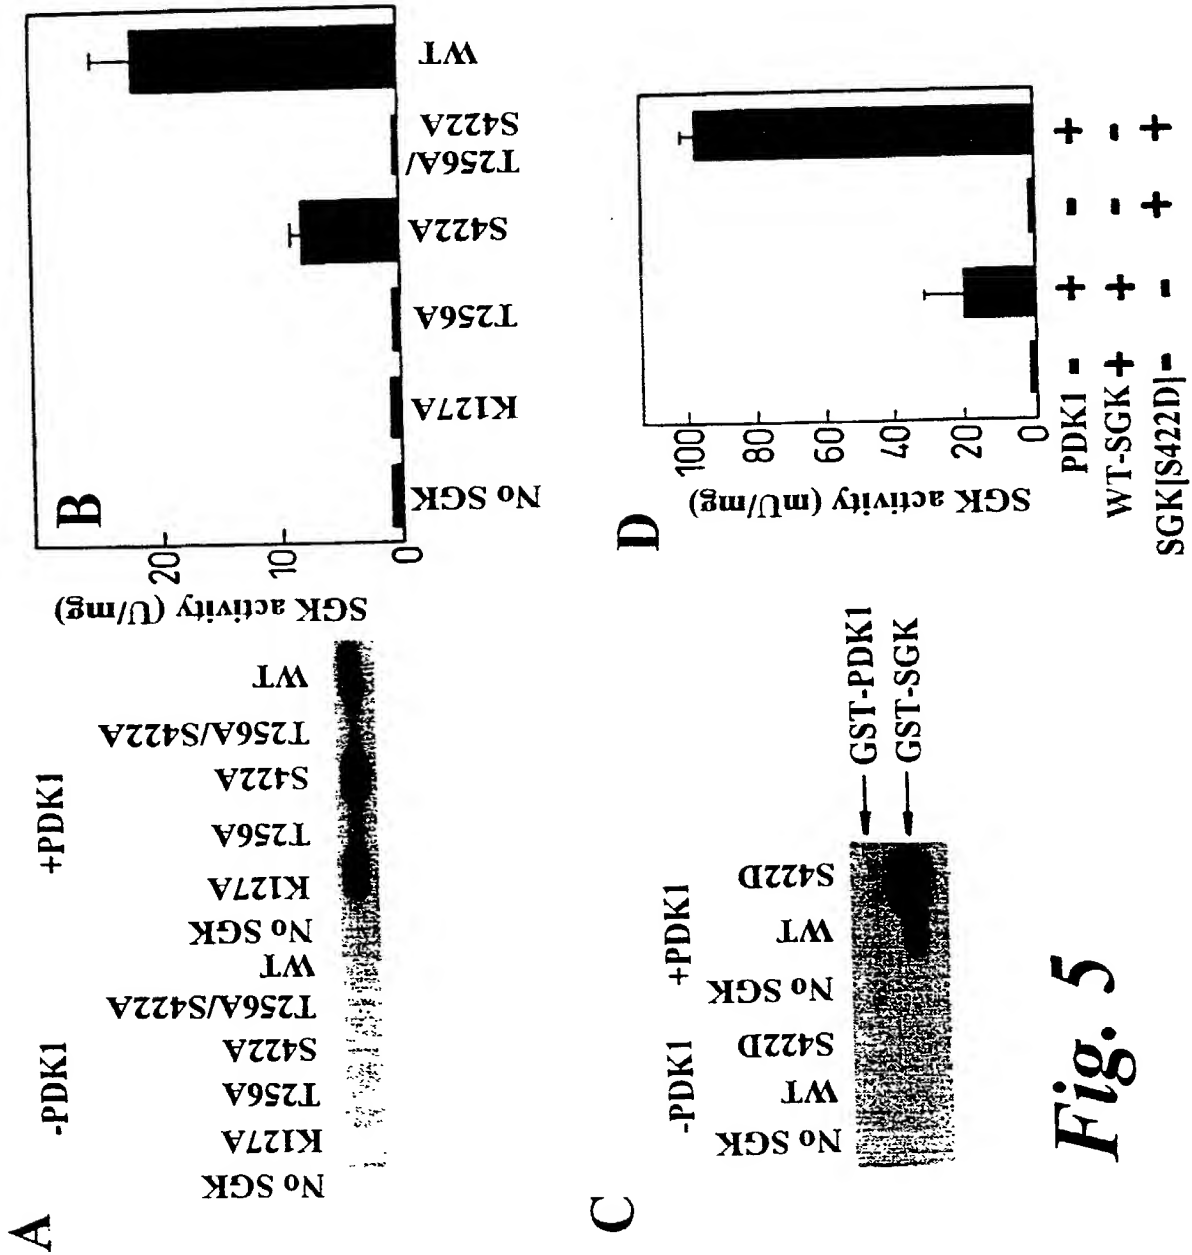 A
-PDK1
+PDK1
No SGK
K127A
T256A
S422A
T256A/S422A
WT
No SGK
K127A
T256A
S422A
T256A/S422A
WT
B
SGK activity (U/mg)
20
10
0
No SGK
K127A
T256A
S422A
T256A/
S422A
WT
C
-PDK1
+PDK1
No SGK
WT
S422D
No SGK
WT
S422D
GST-PDK1
GST-SGK
D
SGK activity (mU/mg)
100
80
60
40
20
0
PDK1 - + - +
WT-SGK + + - -
SGK[S422D] - - + +
Fig. 5